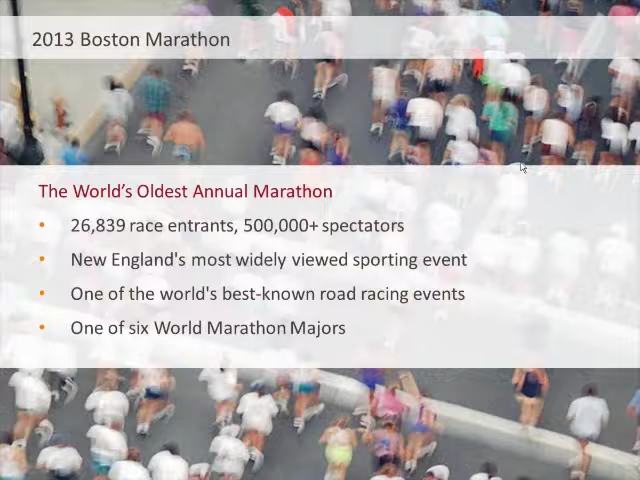 2013 Boston Marathon
The World's Oldest Annual Marathon
• 26,839 race entrants, 500,000+ spectators
• New England's most widely viewed sporting event
• One of the world's best-known road racing events
• One of six World Marathon Majors